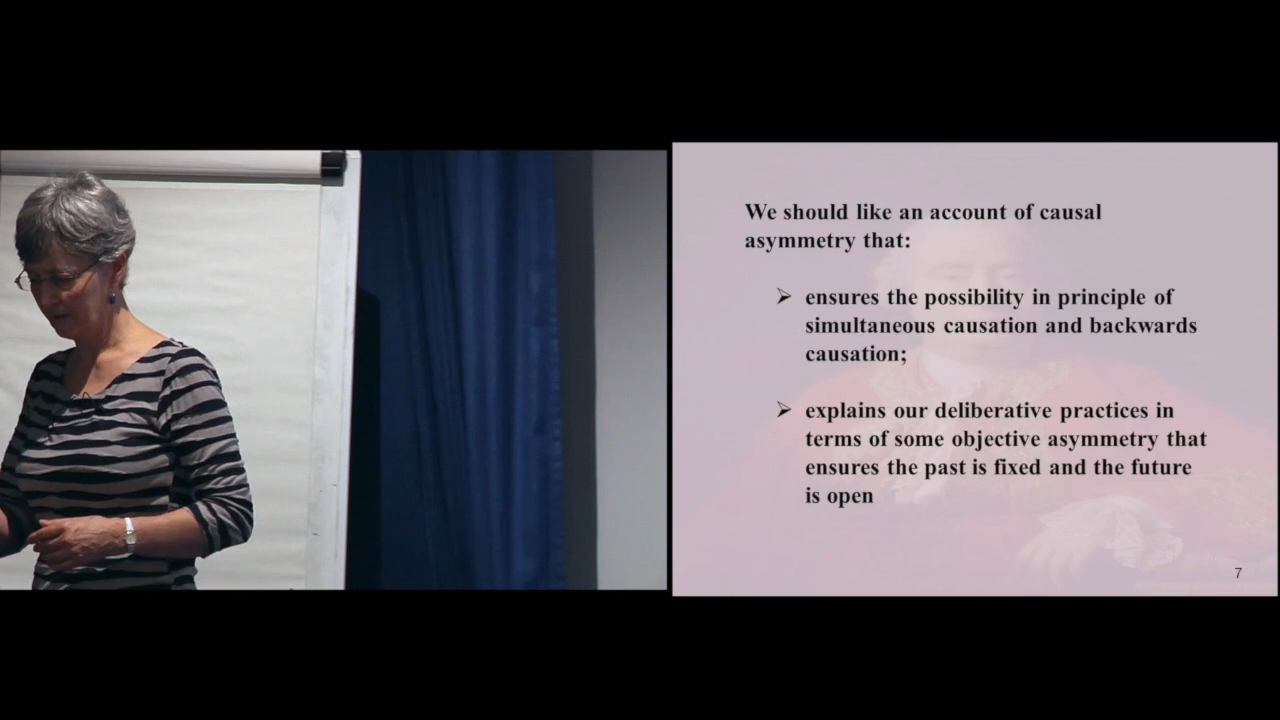 We should like an account of causal
asymmetry that:
➢ ensures the possibility in principle of
simultaneous causation and backwards
causation;
➢ explains our deliberative practices in
terms of some objective asymmetry that
ensures the past is fixed and the future
is open
7